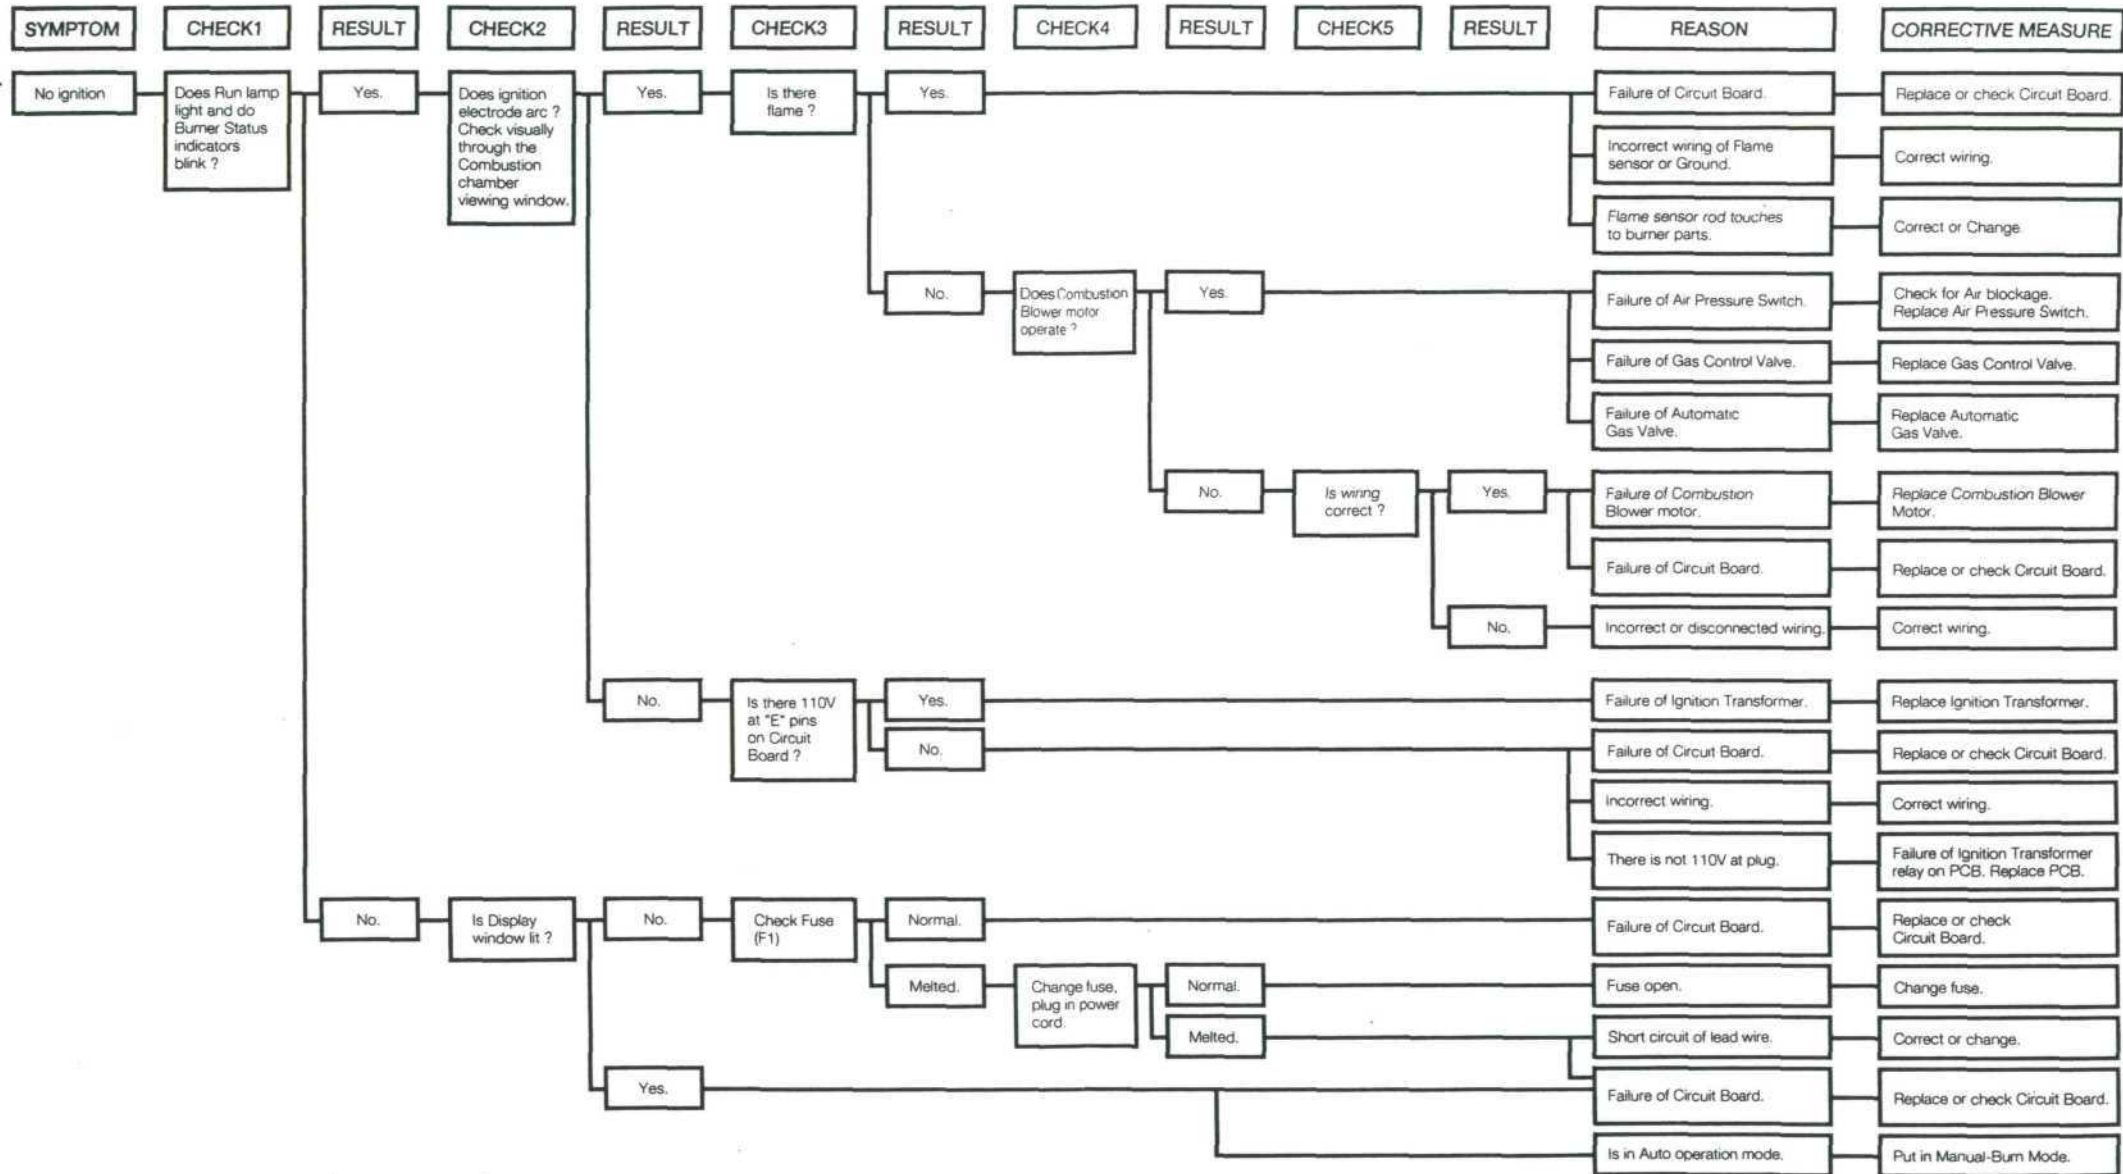 SYMPTOM
CHECK1
RESULT
CHECK2
RESULT
CHECK3
RESULT
CHECK4
RESULT
CHECK5
RESULT
REASON
CORRECTIVE MEASURE
No ignition
Does Run lamp
light and do
Burner Status
indicators
blink ?
Yes.
Does ignition
electrode arc ?
Check visually
through the
Combustion
chamber
viewing window.
Yes.
Is there
flame ?
Yes.
Failure of Circuit Board.
Replace or check Circuit Board.
Incorrect wiring of Flame
sensor or Ground.
Correct wiring.
Flame sensor rod touches
to burner parts.
Correct or Change
No.
Does Combustion
Blower motor
operate ?
Yes.
Failure of Air Pressure Switch.
Check for Air blockage.
Replace Air Pressure Switch.
Failure of Gas Control Valve.
Replace Gas Control Valve.
Failure of Automatic
Gas Valve.
Replace Automatic
Gas Valve.
No.
Is wiring
correct ?
Yes.
Failure of Combustion
Blower motor.
Replace Combustion Blower
Motor.
Failure of Circuit Board.
Replace or check Circuit Board.
No.
Incorrect or disconnected wiring.
Correct wiring.
No.
Is there 110V
at "E" pins
on Circuit
Board ?
Yes.
Failure of Ignition Transformer.
Replace Ignition Transformer.
No.
Failure of Circuit Board.
Replace or check Circuit Board.
Incorrect wiring.
Correct wiring.
There is not 110V at plug.
Failure of Ignition Transformer
relay on PCB. Replace PCB.
No.
Is Display
window lit ?
No.
Check Fuse
(F1)
Normal.
Failure of Circuit Board.
Replace or check
Circuit Board.
Melted.
Change fuse,
plug in power
cord.
Normal.
Fuse open.
Change fuse.
Melted.
Short circuit of lead wire.
Correct or change.
Yes.
Failure of Circuit Board.
Replace or check Circuit Board.
Is in Auto operation mode.
Put in Manual-Burn Mode.